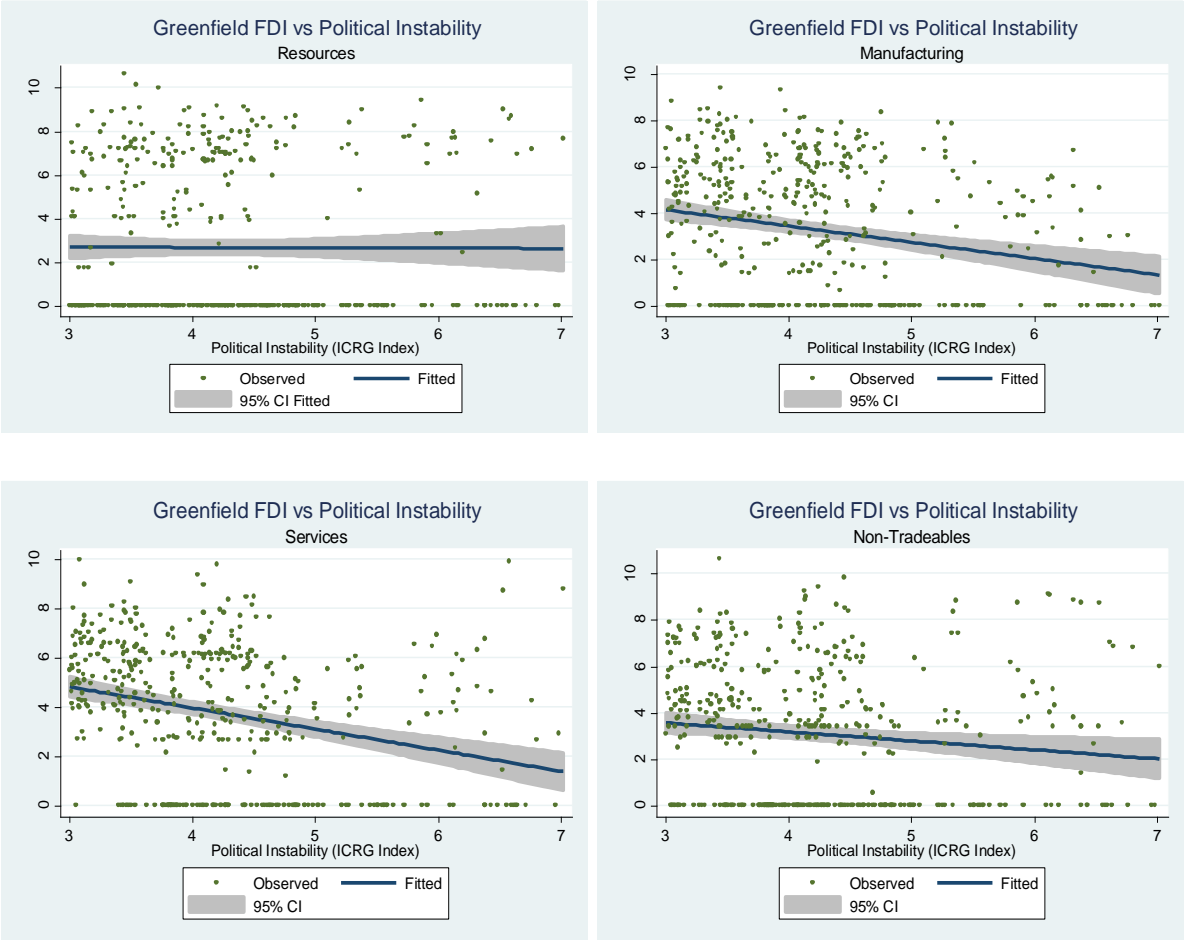 Greenfield FDI vs Political Instability
Resources
10
8
6
4
2
0
3 4 5 6 7
Political Instability (ICRG Index)
Observed Fitted
95% CI Fitted
Greenfield FDI vs Political Instability
Manufacturing
10
8
6
4
2
0
3 4 5 6 7
Political Instability (ICRG Index)
Observed Fitted
95% CI
Greenfield FDI vs Political Instability
Services
10
8
6
4
2
0
3 4 5 6 7
Political Instability (ICRG Index)
Observed Fitted
95% CI
Greenfield FDI vs Political Instability
Non-Tradeables
10
8
6
4
2
0
3 4 5 6 7
Political Instability (ICRG Index)
Observed Fitted
95% CI